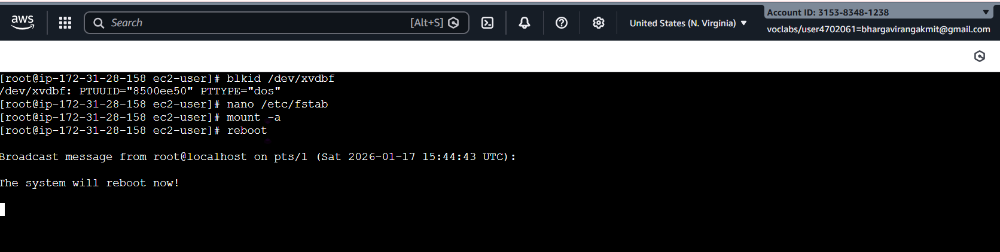 aws
Search [Alt+S]
United States (N. Virginia)
Account ID: 3153-8348-1238
voclabs/user4702061=bhargavirangakmit@gmail.com
[root@ip-172-31-28-158 ec2-user]# blkid /dev/xvdbf
/dev/xvdbf: PTUUID="8500ee50" PTTYPE="dos"
[root@ip-172-31-28-158 ec2-user]# nano /etc/fstab
[root@ip-172-31-28-158 ec2-user]# mount -a
[root@ip-172-31-28-158 ec2-user]# reboot
Broadcast message from root@localhost on pts/1 (Sat 2026-01-17 15:44:43 UTC):
The system will reboot now!